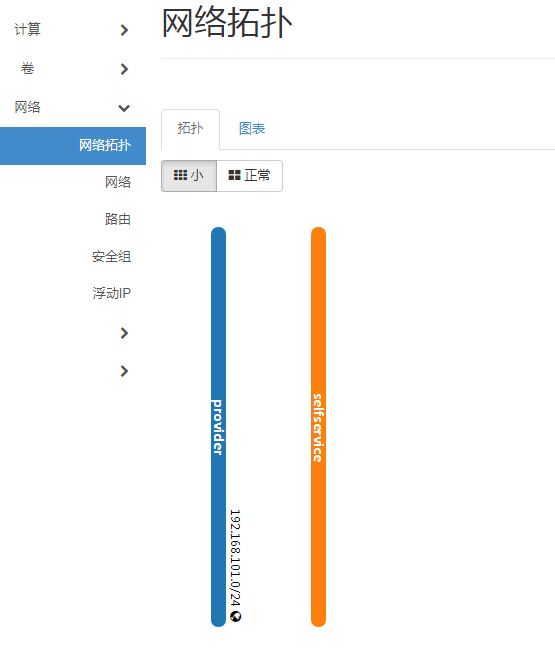 计算
卷
网络
网络拓扑
网络
路由
安全组
浮动IP
网络拓扑
拓扑
图表
小
正常
provider
192.168.101.0/24
selfservice